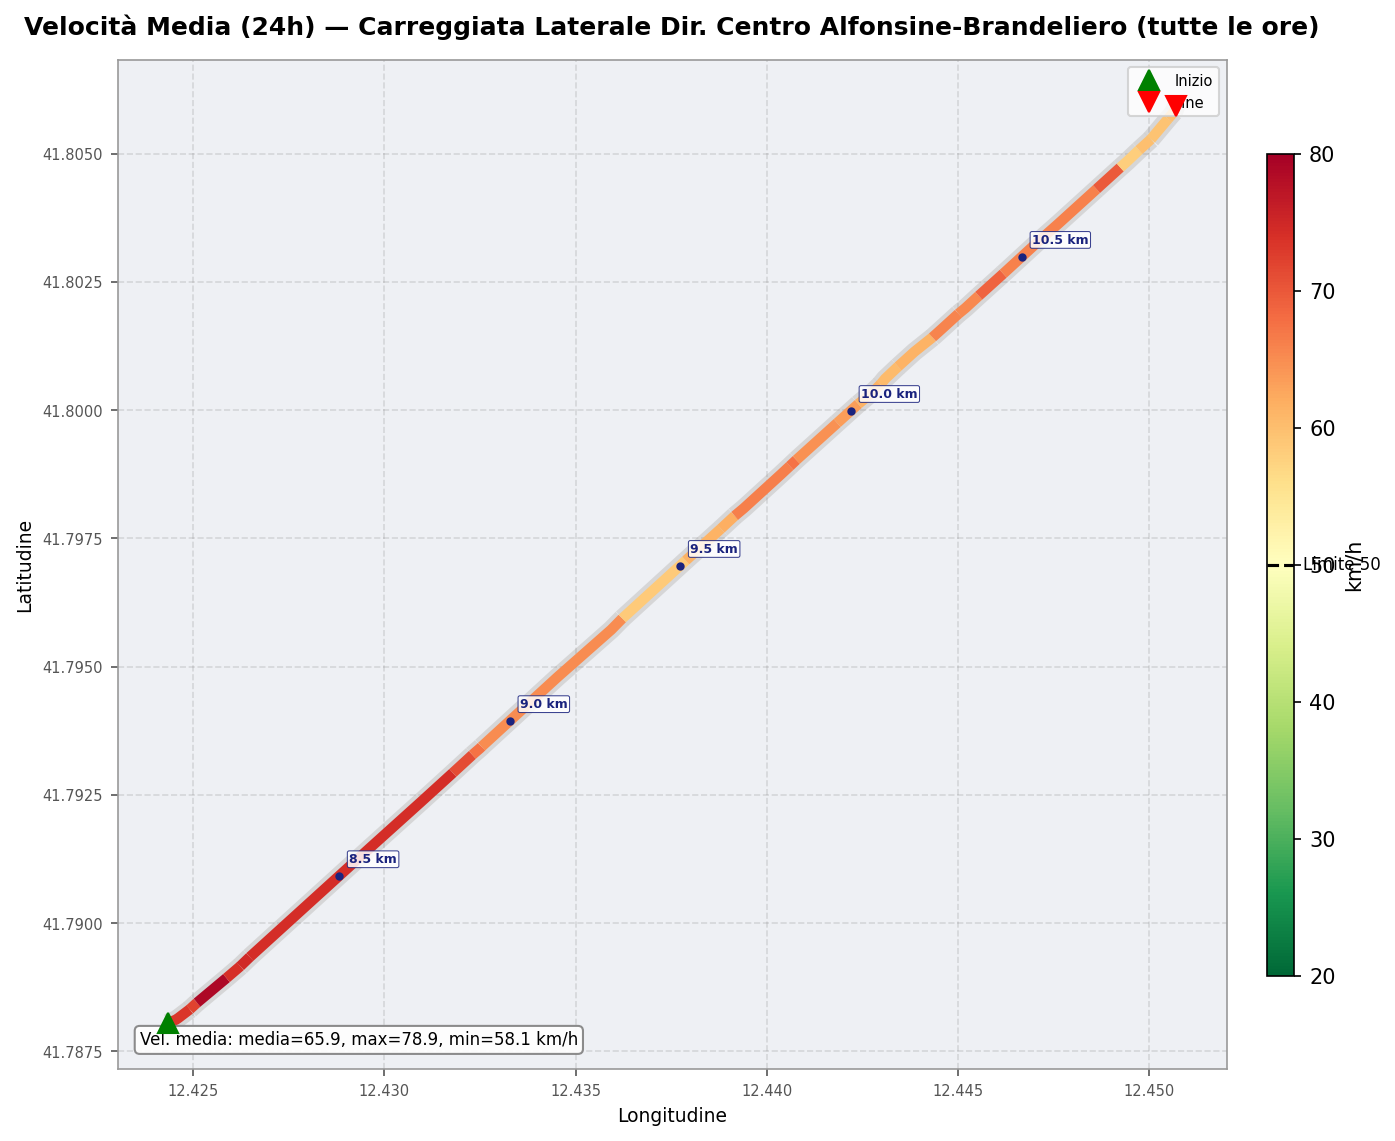 Velocità Media (24h) — Carreggiata Laterale Dir. Centro Alfonsine-Brandeliero (tutte le ore)
Inizio
ine
41.8050
41.8025
41.8000
41.7975
41.7950
41.7925
41.7900
41.7875
Latitudine
10.5 km
10.0 km
9.5 km
9.0 km
8.5 km
Vel. media: media=65.9, max=78.9, min=58.1 km/h
12.425
12.430
12.435
12.440
12.445
12.450
Longitudine
80
70
60
50
Limite 50
40
30
20
km/h